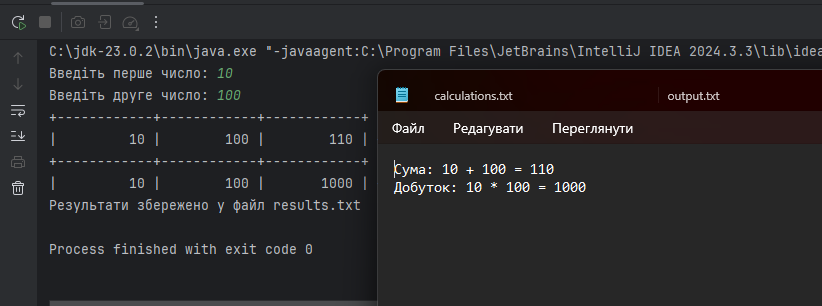 C:\jdk-23.0.2\bin\java.exe "-javaagent:C:\Program Files\JetBrains\IntelliJ IDEA 2024.3.3\lib\idea
Введіть перше число: 10
Введіть друге число: 100
+------------+------------+------------+
|         10 |        100 |        110 |
+------------+------------+------------+
|         10 |        100 |       1000 |
Результати збережено у файл results.txt
Process finished with exit code 0
calculations.txt output.txt
Файл Редагувати Переглянути
Сума: 10 + 100 = 110
Добуток: 10 * 100 = 1000